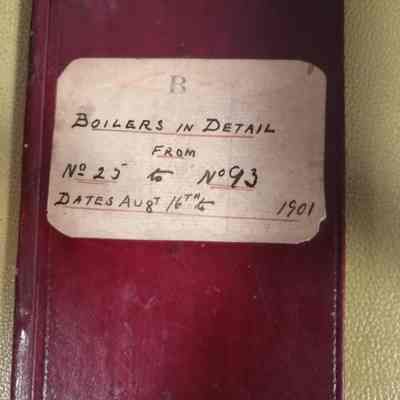 B
BOILERS IN DETAIL
FROM
No 25 to No 93
DATES AUGT 16TH to 1901